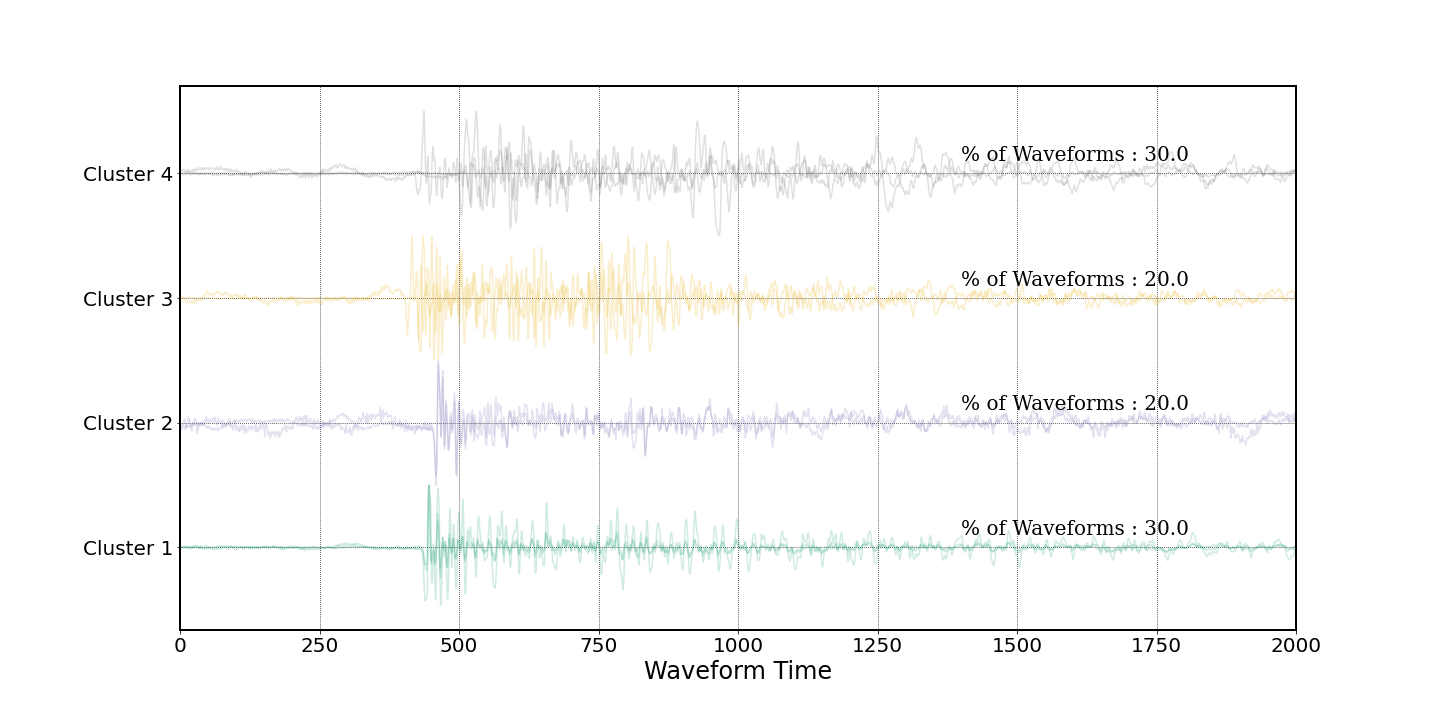 Cluster 4
% of Waveforms : 30.0
Cluster 3
% of Waveforms : 20.0
Cluster 2
% of Waveforms : 20.0
Cluster 1
% of Waveforms : 30.0
0 250 500 750 1000 1250 1500 1750 2000
Waveform Time